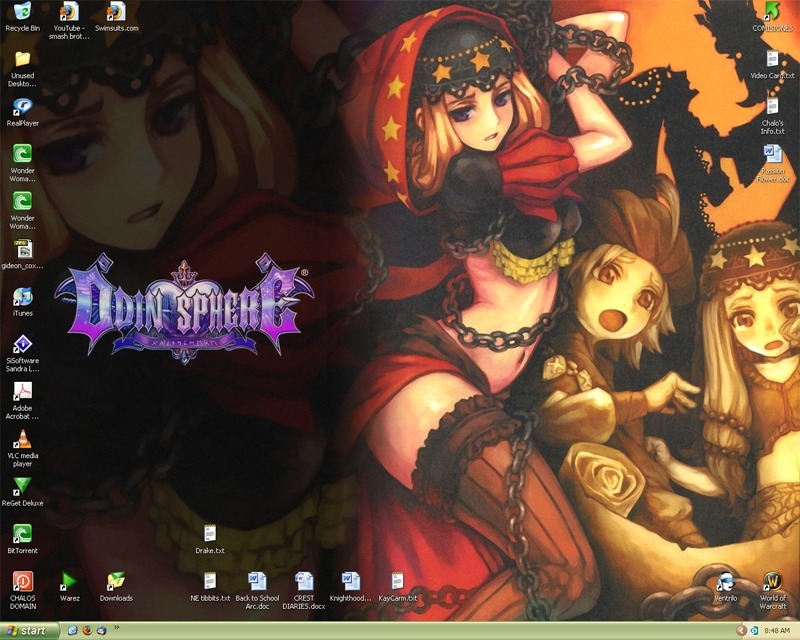 Recycle Bin
YouTube -
smash brot...
Swimsuits.com
COMISIONES
Unused
Deskto...
Video Card.txt
RealPlayer
Chalo's
Info.txt
Wonder
Woma...
Passion
Flower.doc
Wonder
Woma...
gideon_cox...
ODIN SPHERE ®
iTunes
SiSoftware
Sandra L...
Adobe
Acrobat ...
VLC media
player
ReGet Deluxe
BitTorrent
Drake.txt
CHALOS
DOMAIN
Warez
Downloads
NE tibbits.txt
Back to School
Arc.doc
CREST
DIARIES.docx
Knighthood...
KayCarm.txt
Ventrilo
World of
Warcraft
start
8:48 AM